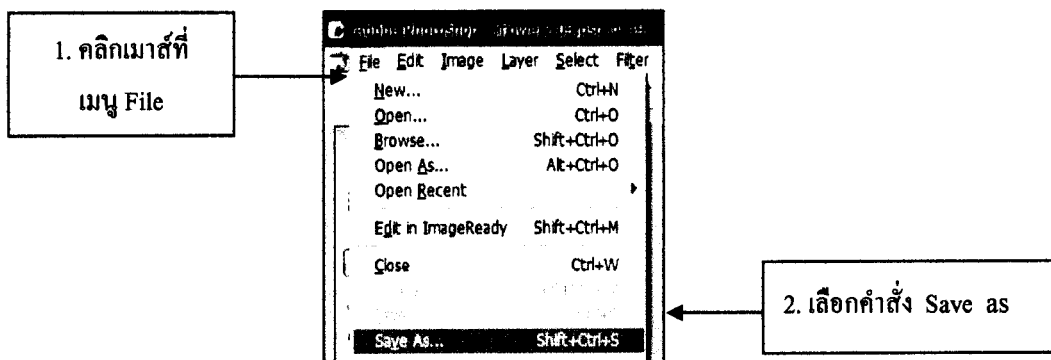 1. คลิกเมาส์ที่
เมนู File
File Edit Image Layer Select Filter
New... Ctrl+N
Open... Ctrl+O
Browse... Shift+Ctrl+O
Open As... Alt+Ctrl+O
Open Recent
Edit in ImageReady Shift+Ctrl+M
Close Ctrl+W
Save As... Shift+Ctrl+S
2. เลือกคำสั่ง Save as